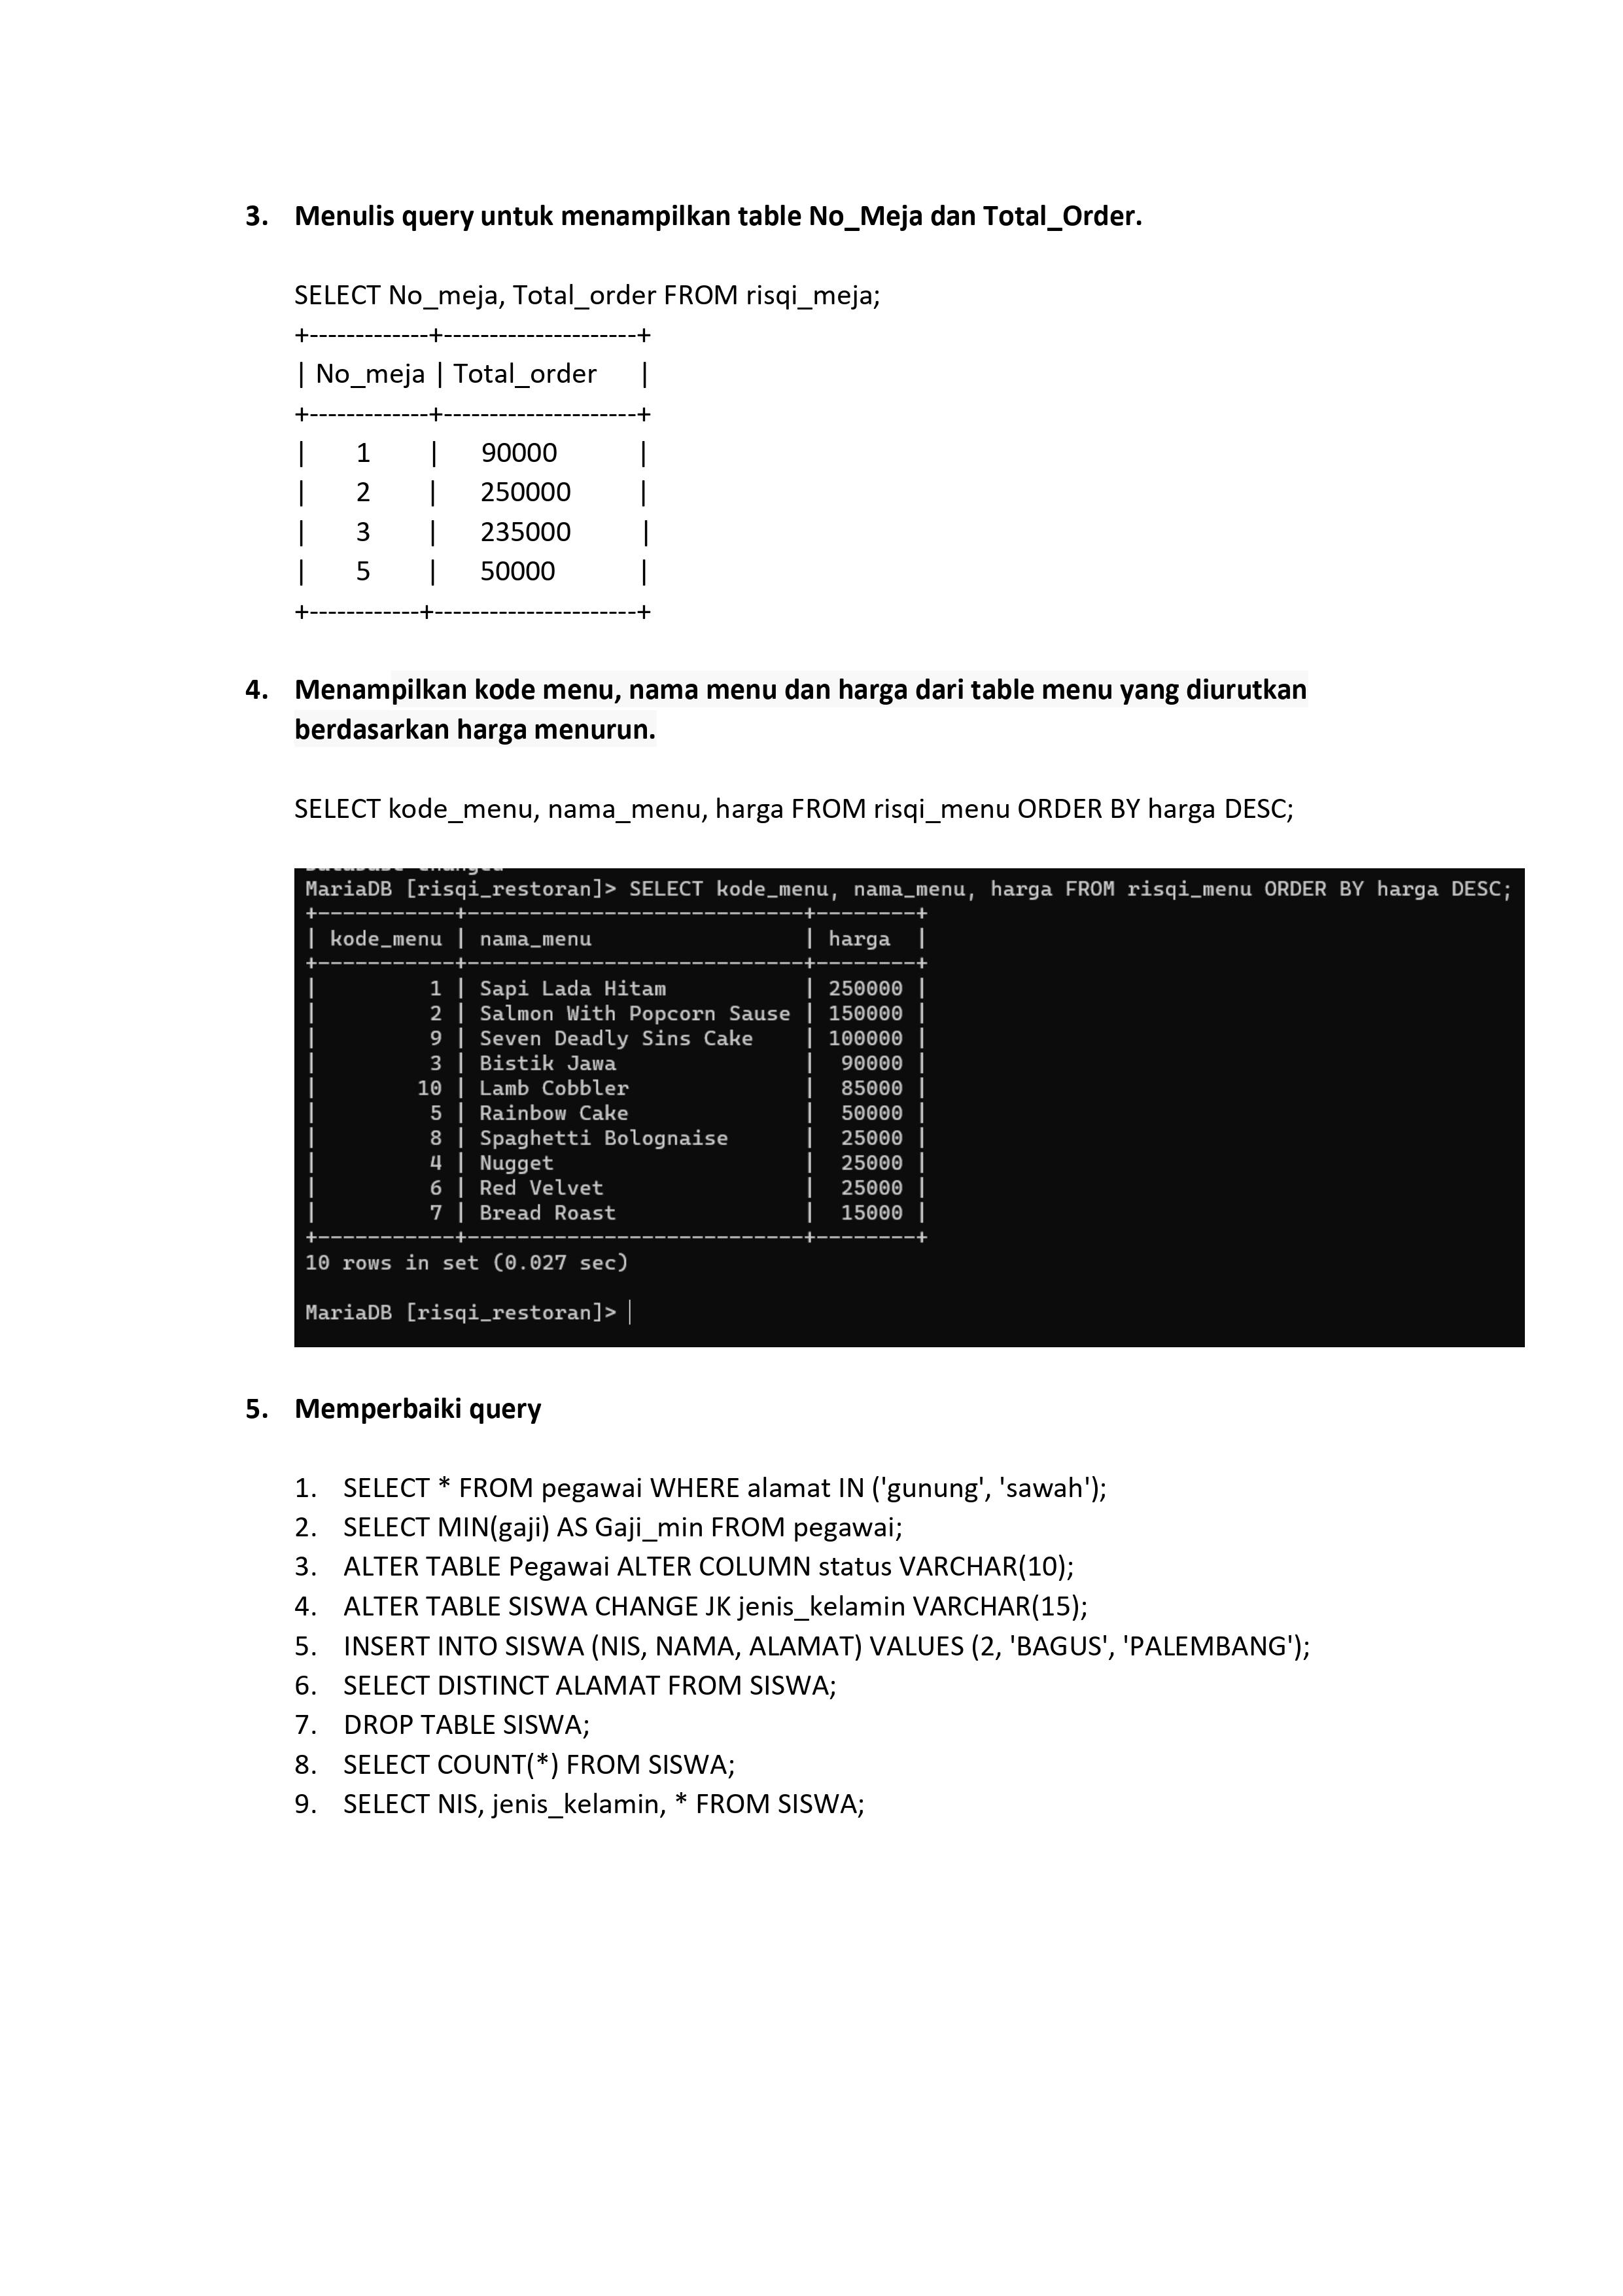 3. Menulis query untuk menampilkan table No_Meja dan Total_Order.
SELECT No_meja, Total_order FROM risqi_meja;
+-------------+---------------------+
| No_meja | Total_order |
+-------------+---------------------+
| 1 | 90000 |
| 2 | 250000 |
| 3 | 235000 |
| 5 | 50000 |
+------------+----------------------+
4. Menampilkan kode menu, nama menu dan harga dari table menu yang diurutkan
berdasarkan harga menurun.
SELECT kode_menu, nama_menu, harga FROM risqi_menu ORDER BY harga DESC;
Database changed
MariaDB [risqi_restoran]> SELECT kode_menu, nama_menu, harga FROM risqi_menu ORDER BY harga DESC;
+-----------+---------------------------+--------+
| kode_menu | nama_menu | harga |
+-----------+---------------------------+--------+
| 1 | Sapi Lada Hitam | 250000 |
| 2 | Salmon With Popcorn Sause | 150000 |
| 9 | Seven Deadly Sins Cake | 100000 |
| 3 | Bistik Jawa | 90000 |
| 10 | Lamb Cobbler | 85000 |
| 5 | Rainbow Cake | 50000 |
| 8 | Spaghetti Bolognaise | 25000 |
| 4 | Nugget | 25000 |
| 6 | Red Velvet | 25000 |
| 7 | Bread Roast | 15000 |
+-----------+---------------------------+--------+
10 rows in set (0.027 sec)
MariaDB [risqi_restoran]>
5. Memperbaiki query
1. SELECT * FROM pegawai WHERE alamat IN ('gunung', 'sawah');
2. SELECT MIN(gaji) AS Gaji_min FROM pegawai;
3. ALTER TABLE Pegawai ALTER COLUMN status VARCHAR(10);
4. ALTER TABLE SISWA CHANGE JK jenis_kelamin VARCHAR(15);
5. INSERT INTO SISWA (NIS, NAMA, ALAMAT) VALUES (2, 'BAGUS', 'PALEMBANG');
6. SELECT DISTINCT ALAMAT FROM SISWA;
7. DROP TABLE SISWA;
8. SELECT COUNT(*) FROM SISWA;
9. SELECT NIS, jenis_kelamin, * FROM SISWA;